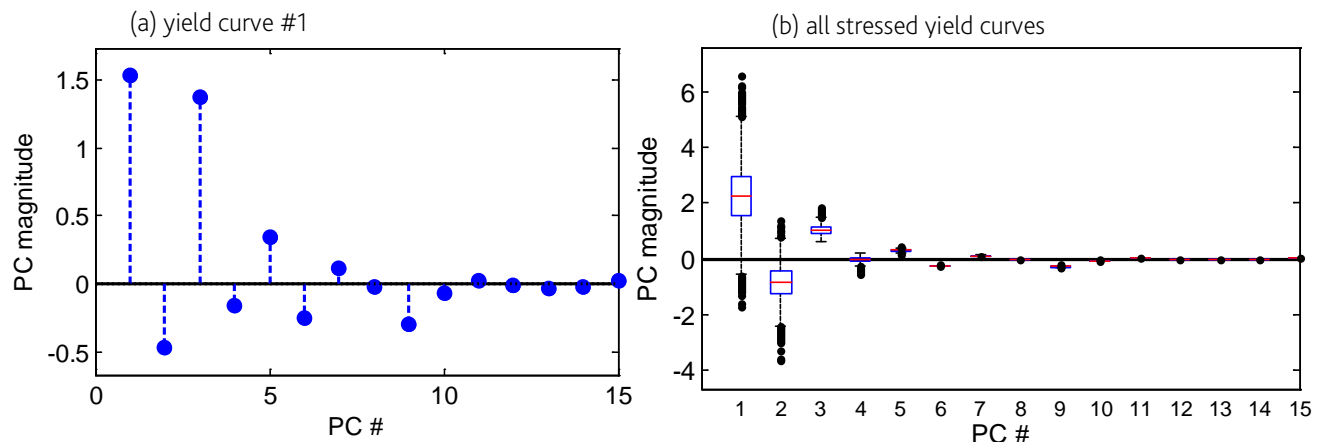 (a) yield curve #1
PC magnitude
1.5
1
0.5
0
-0.5
0 5 10 15
PC #
(b) all stressed yield curves
PC magnitude
6
4
2
0
-2
-4
1 2 3 4 5 6 7 8 9 10 11 12 13 14 15
PC #